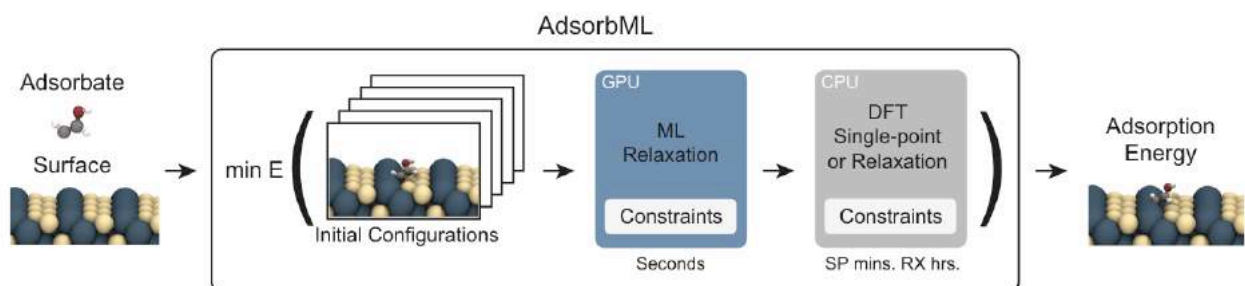 AdsorbML
Adsorbate
Surface
min E
Initial Configurations
GPU
ML
Relaxation
Constraints
Seconds
CPU
DFT
Single-point
or Relaxation
Constraints
SP mins. RX hrs.
Adsorption
Energy